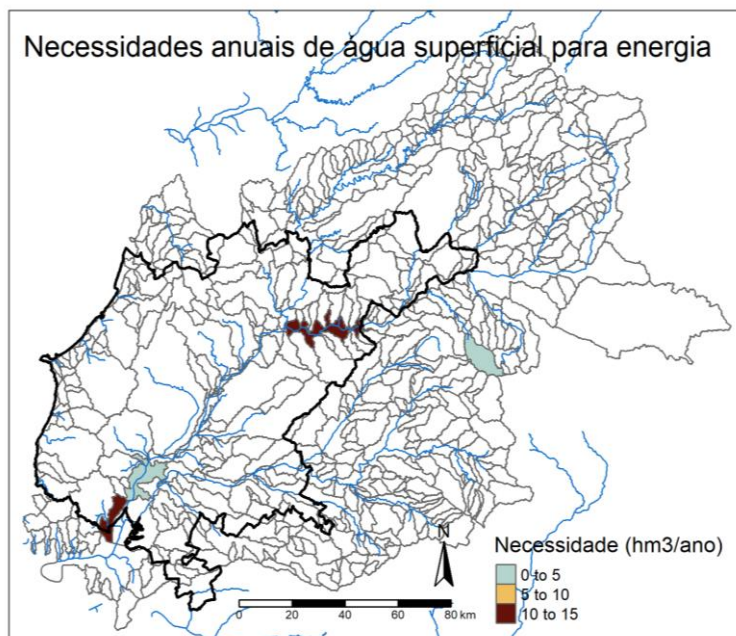 Necessidades anuais de água superficial para energia
N
Necessidade (hm3/ano)
0 to 5
5 to 10
10 to 15
0 20 40 60 80 km